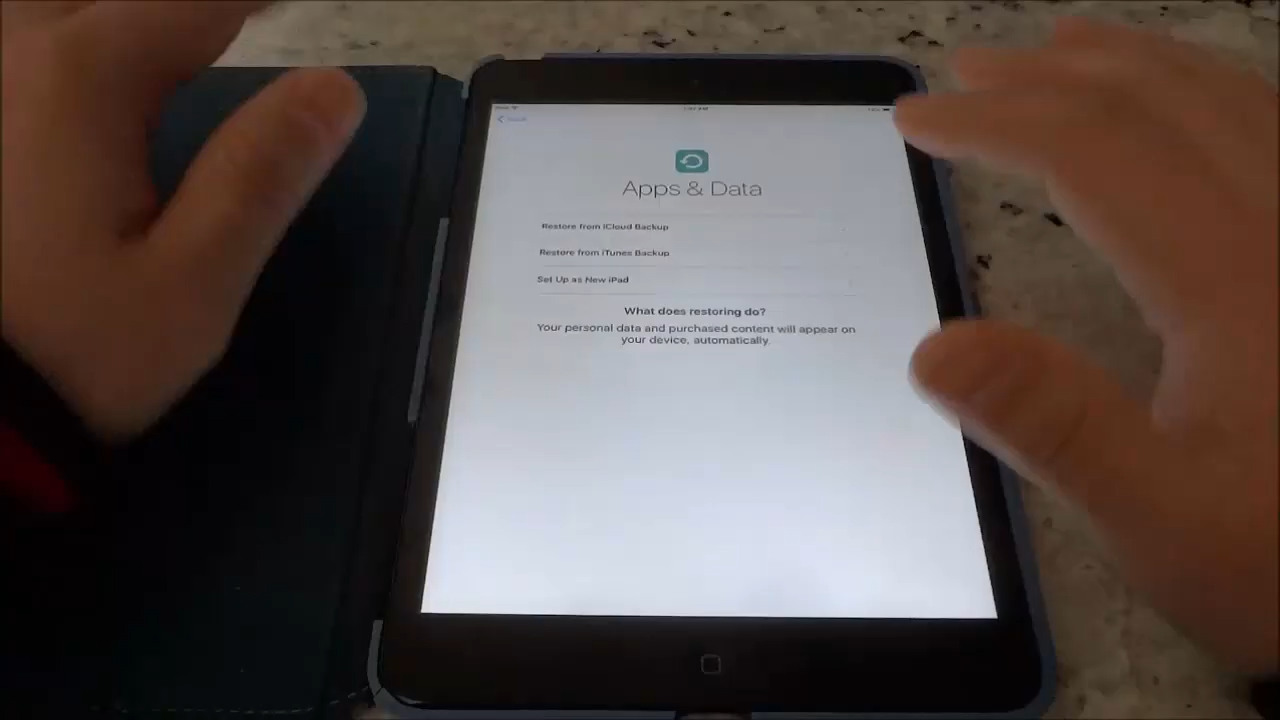 Apps & Data
Restore from iCloud Backup
Restore from iTunes Backup
Set Up as New iPad
What does restoring do?
Your personal data and purchased content will appear on
your device, automatically.